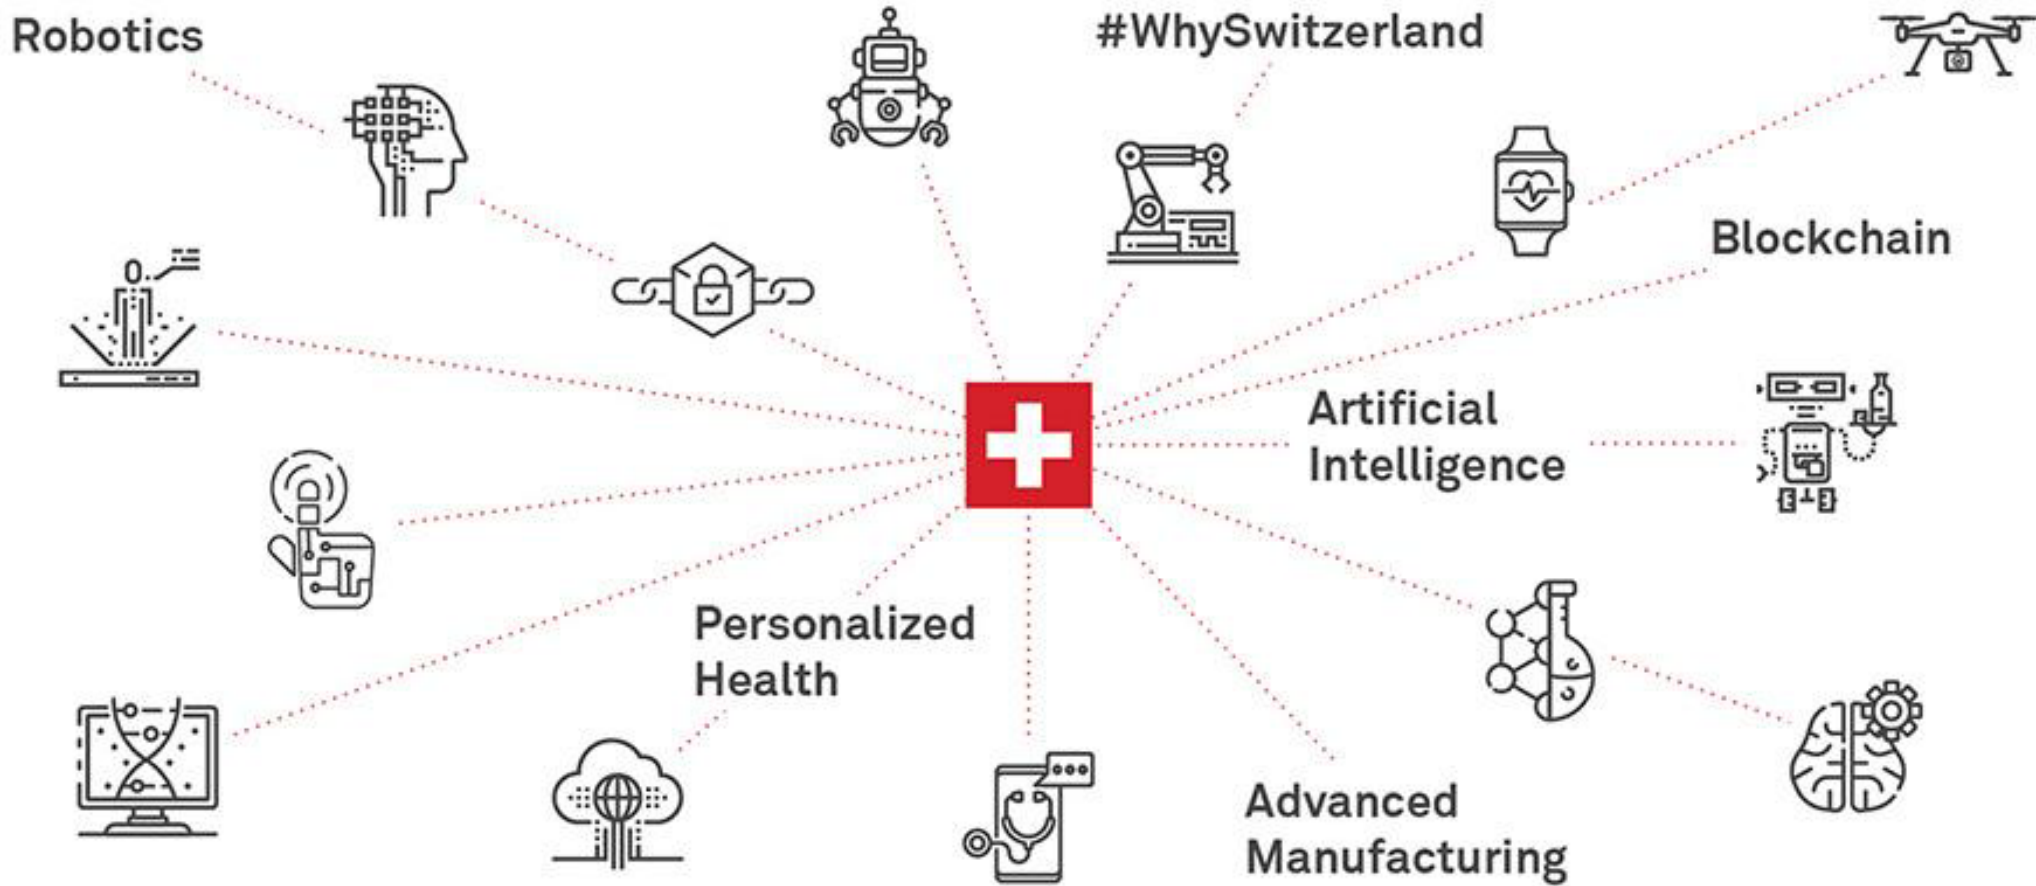 Robotics
#WhySwitzerland
Blockchain
Artificial
Intelligence
Personalized
Health
Advanced
Manufacturing